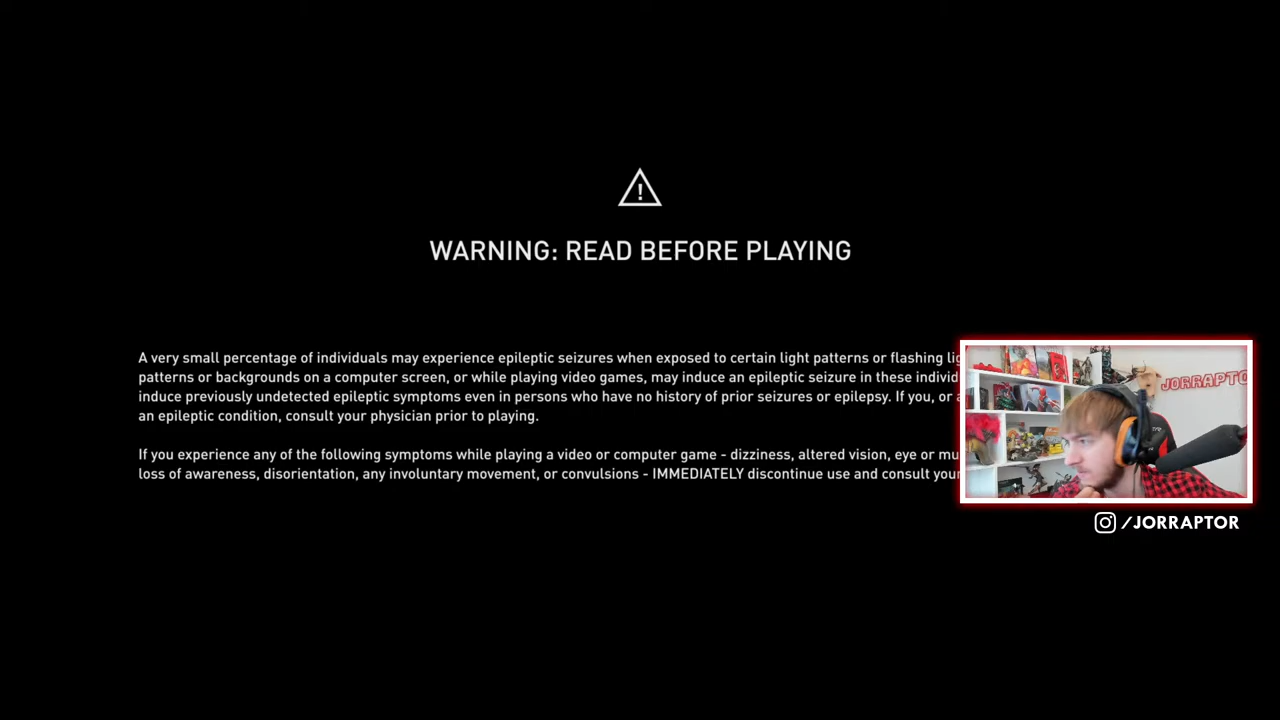 WARNING: READ BEFORE PLAYING
A very small percentage of individuals may experience epileptic seizures when exposed to certain light patterns or flashing
patterns or backgrounds on a computer screen, or while playing video games, may induce an epileptic seizure in these
induce previously undetected epileptic symptoms even in persons who have no history of prior seizures or epilepsy. If you, or
an epileptic condition, consult your physician prior to playing.
If you experience any of the following symptoms while playing a video or computer game - dizziness, altered vision, eye or
loss of awareness, disorientation, any involuntary movement, or convulsions - IMMEDIATELY discontinue use and consult
JORRAPTO
/JORRAPTOR